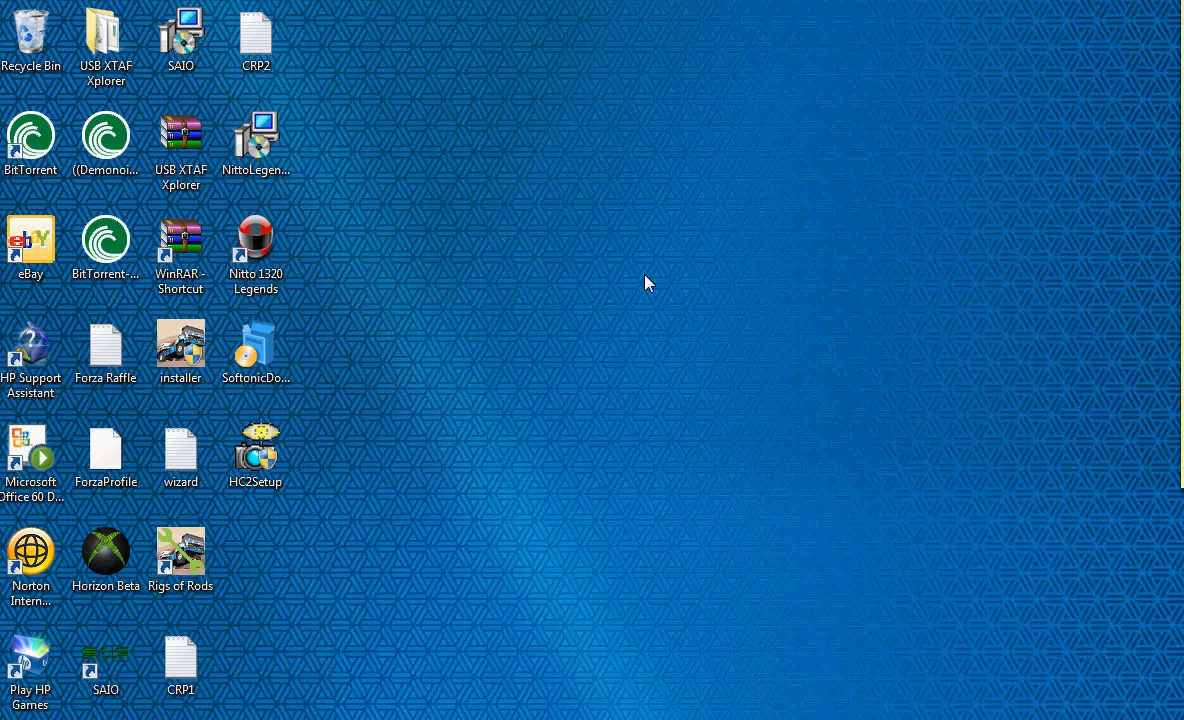 Recycle Bin
USB XTAF
Xplorer
SAIO
CRP2
BitTorrent
((Demonoi...
USB XTAF
Xplorer
NittoLegen...
ebY
eBay
BitTorrent-...
WinRAR -
Shortcut
Nitto 1320
Legends
HP Support
Assistant
Forza Raffle
installer
SoftonicDo...
Microsoft
Office 60 D...
ForzaProfile
wizard
HC2Setup
Norton
Intern...
Horizon Beta
Rigs of Rods
Play HP
Games
SAIO
SAIO
CRP1